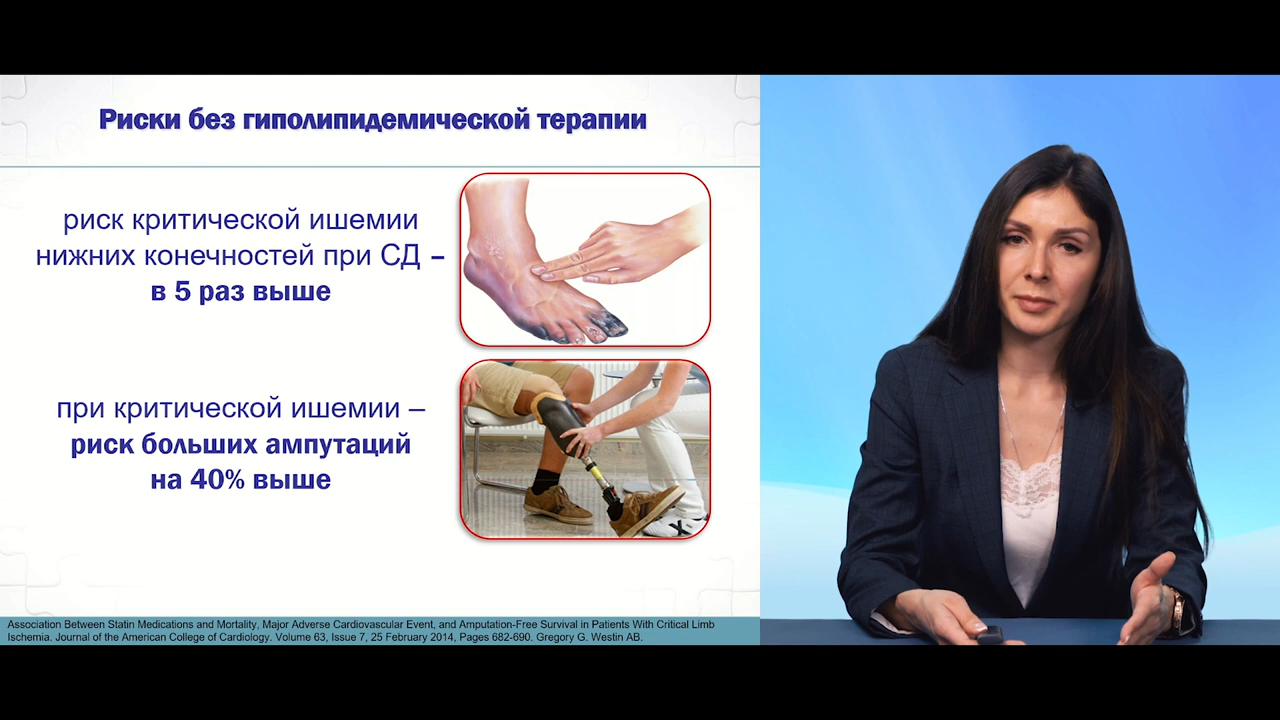 Риски без гиполипидемической терапии
риск критической ишемии
нижних конечностей при СД –
в 5 раз выше
при критической ишемии –
риск больших ампутаций
на 40% выше
Association Between Statin Medications and Mortality, Major Adverse Cardiovascular Event, and Amputation-Free Survival in Patients With Critical Limb
Ischemia. Journal of the American College of Cardiology. Volume 63, Issue 7, 25 February 2014, Pages 682-690. Gregory G. Westin AB.